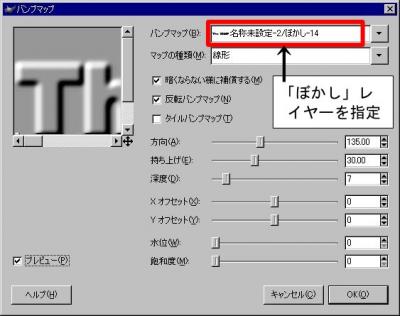 バンプマップ
Th
バンプマップ(B): 名称未設定-2/ぼかし-14
マップの種類(M): 線形
暗くならない様に補償する(M)
反転バンプマップ(N)
タイルバンプマップ(T)
「ぼかし」レイヤーを指定
方向(A): 135.00
持ち上げ(E): 30.00
深度(D): 7
X オフセット(X): 0
Y オフセット(Y): 0
水位(W): 0
飽和度(M): 0
プレビュー(P)
ヘルプ(H)
キャンセル(C)
OK(O)